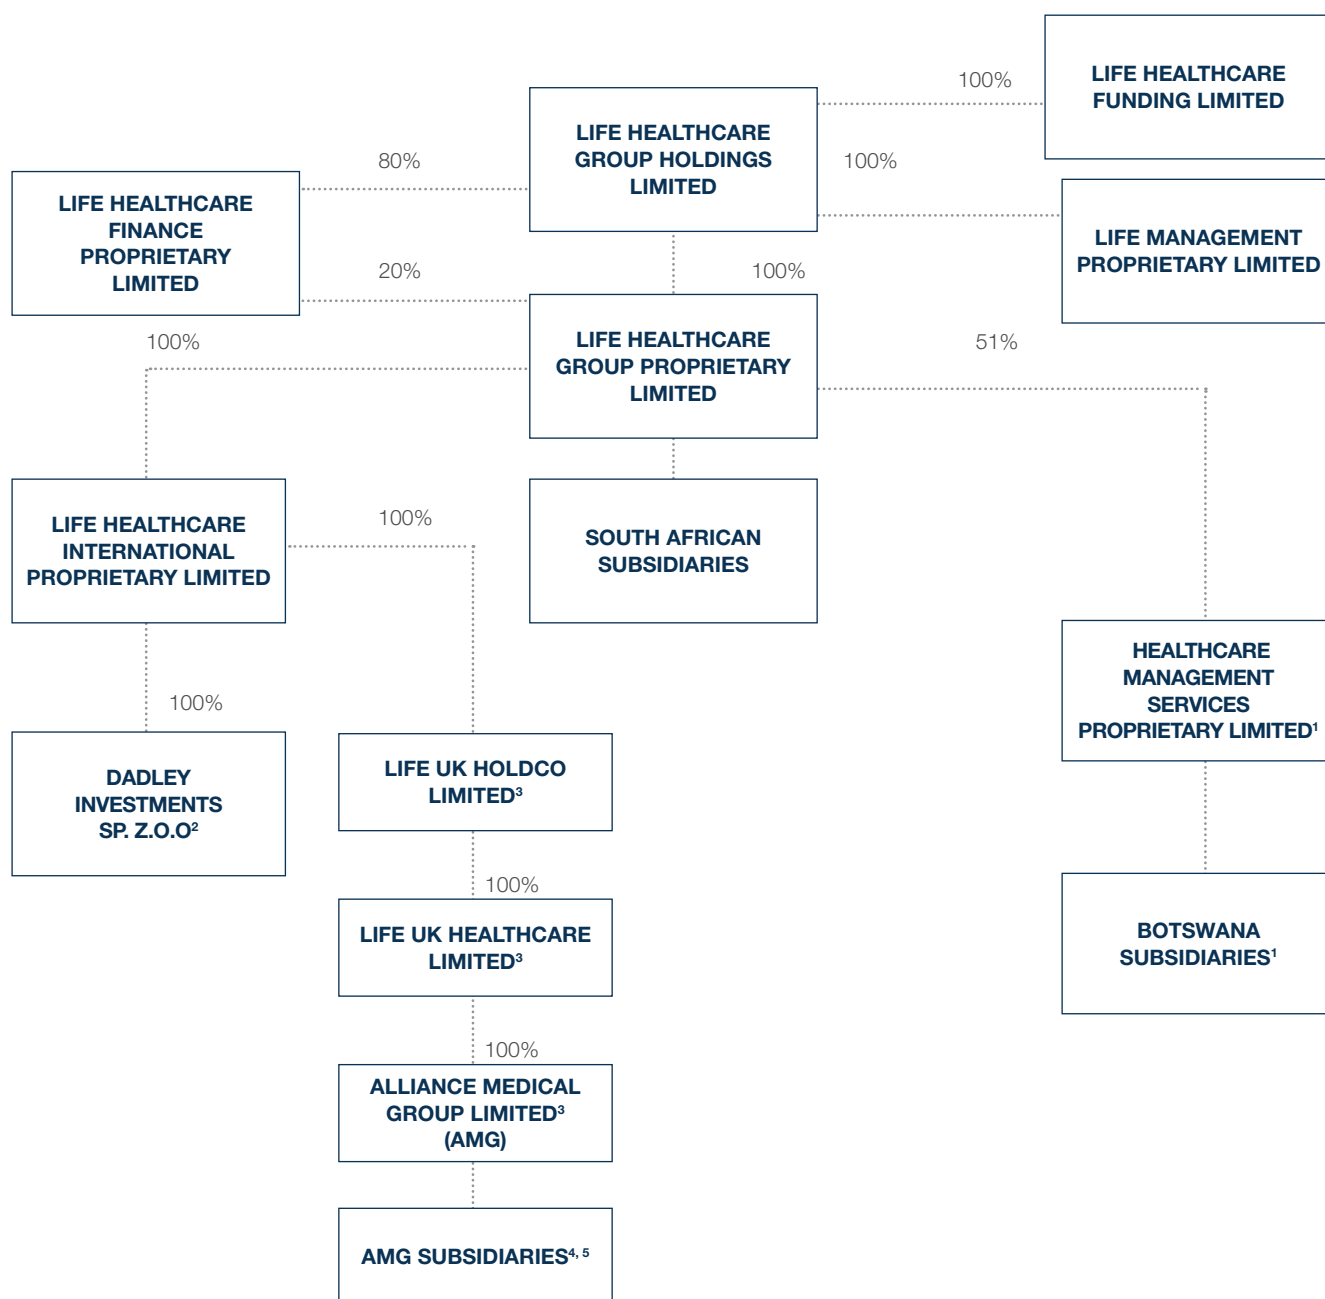 100%
LIFE HEALTHCARE
FUNDING LIMITED
LIFE HEALTHCARE
GROUP HOLDINGS
LIMITED
80%
100%
LIFE HEALTHCARE
FINANCE
PROPRIETARY
LIMITED
LIFE MANAGEMENT
PROPRIETARY LIMITED
20%
100%
LIFE HEALTHCARE
GROUP PROPRIETARY
LIMITED
100%
51%
LIFE HEALTHCARE
INTERNATIONAL
PROPRIETARY LIMITED
100%
SOUTH AFRICAN
SUBSIDIARIES
HEALTHCARE
MANAGEMENT
SERVICES
PROPRIETARY LIMITED¹
100%
DADLEY
INVESTMENTS
SP. Z.O.O²
LIFE UK HOLDCO
LIMITED³
100%
LIFE UK HEALTHCARE
LIMITED³
BOTSWANA
SUBSIDIARIES¹
100%
ALLIANCE MEDICAL
GROUP LIMITED³
(AMG)
AMG SUBSIDIARIES⁴, ⁵